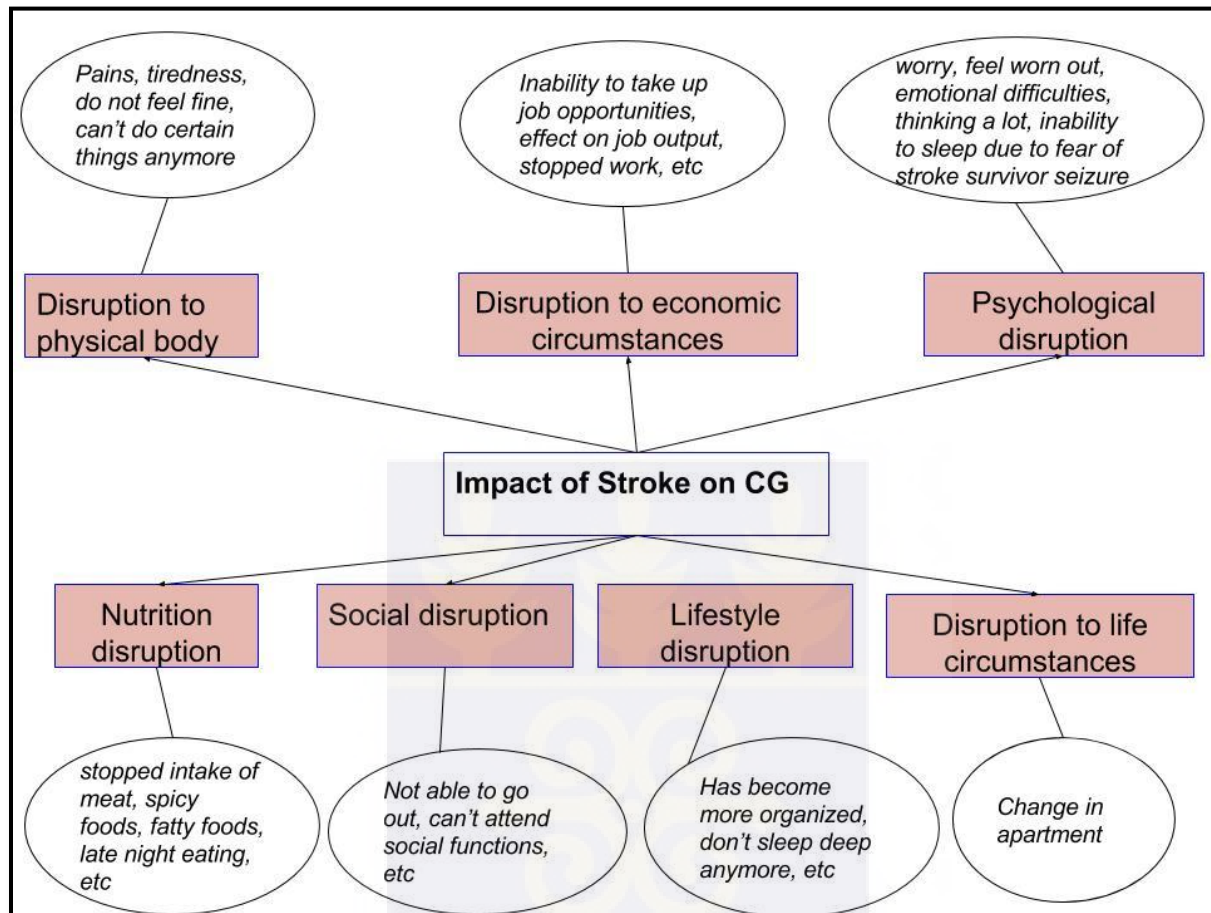 Pains, tiredness,
do not feel fine,
can't do certain
things anymore
Inability to take up
job opportunities,
effect on job output,
stopped work, etc
worry, feel worn out,
emotional difficulties,
thinking a lot, inability
to sleep due to fear of
stroke survivor seizure
Disruption to
physical body
Disruption to economic
circumstances
Psychological
disruption
Impact of Stroke on CG
Nutrition
disruption
Social disruption
Lifestyle
disruption
Disruption to life
circumstances
stopped intake of
meat, spicy
foods, fatty foods,
late night eating,
etc
Not able to go
out, can't attend
social functions,
etc
Has become
more organized,
don't sleep deep
anymore, etc
Change in
apartment